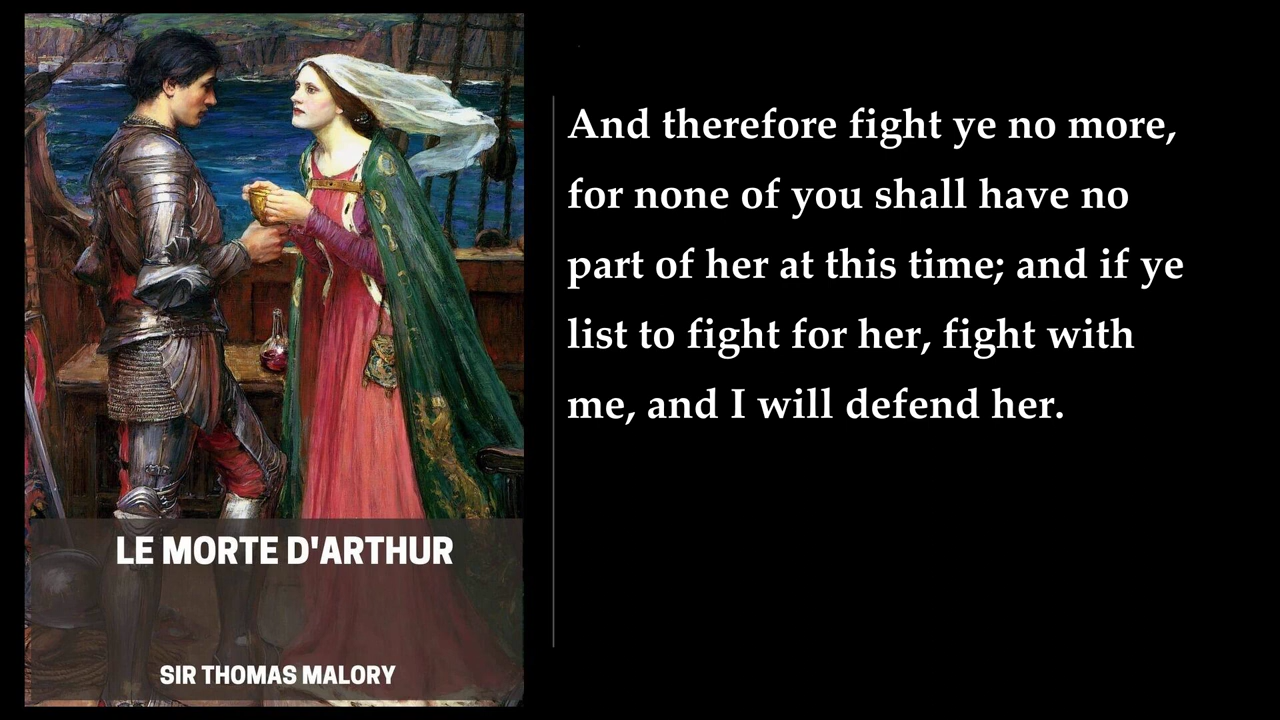 And therefore fight ye no more,
for none of you shall have no
part of her at this time; and if ye
list to fight for her, fight with
me, and I will defend her.
LE MORTE D'ARTHUR
SIR THOMAS MALORY